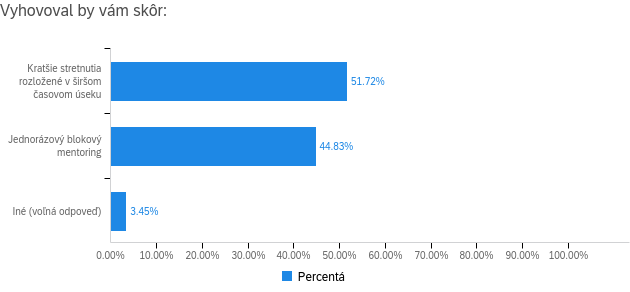 Vyhovoval by vám skôr:
Kratšie stretnutia
rozložené v širšom
časovom úseku
51.72%
Jednorázový blokový
mentoring
44.83%
Iné (voľná odpoveď)
3.45%
0.00% 10.00% 20.00% 30.00% 40.00% 50.00% 60.00% 70.00% 80.00% 90.00% 100.00%
Percentá